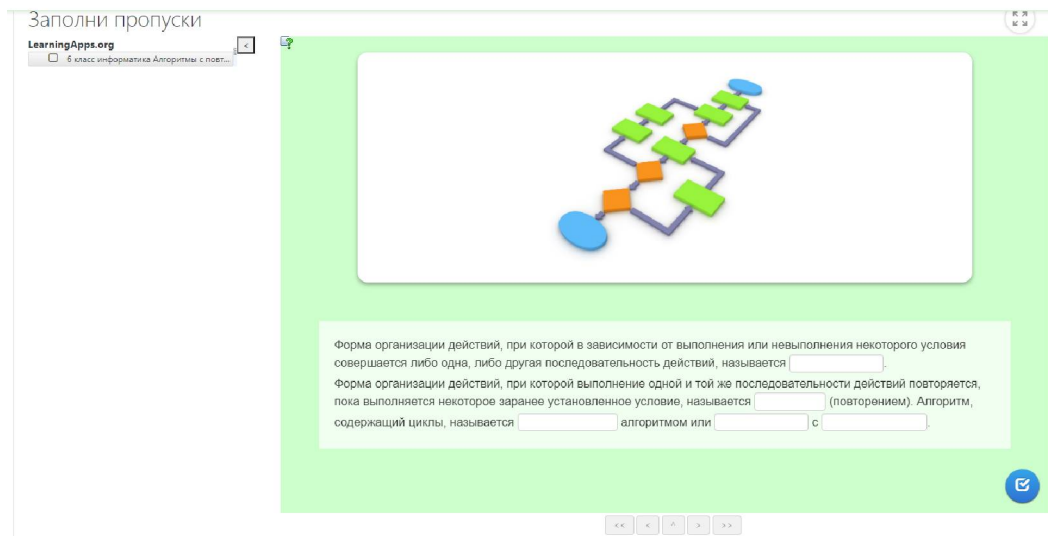 Заполни пропуски
LearningApps.org
<
6 класс информатика Алгоритмы с повт...
?
Форма организации действий, при которой в зависимости от выполнения или невыполнения некоторого условия
совершается либо одна, либо другая последовательность действий, называется .
Форма организации действий, при которой выполнение одной и той же последовательности действий повторяется,
пока выполняется некоторое заранее установленное условие, называется (повторением). Алгоритм,
содержащий циклы, называется алгоритмом или с .
<< < ^ > >>